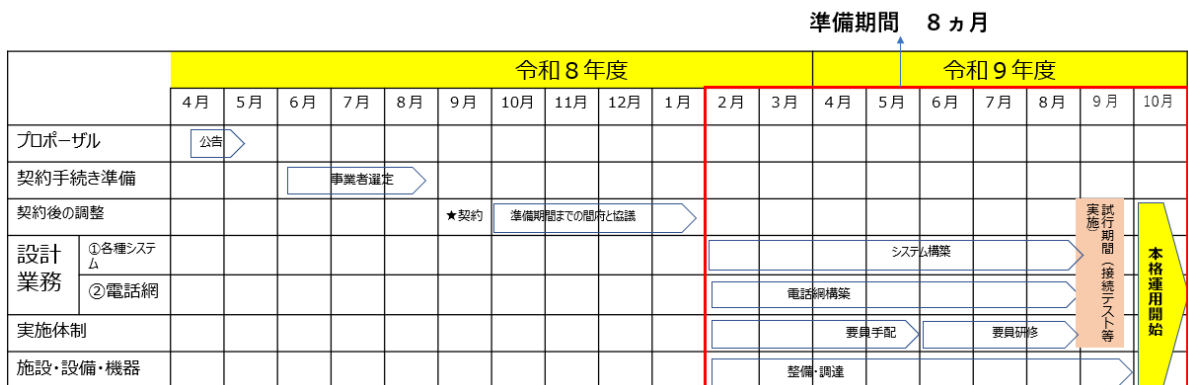 準備期間　８ヵ月
令和８年度
令和９年度
4月
5月
6月
7月
8月
9月
10月
11月
12月
1月
2月
3月
4月
5月
6月
7月
8月
9月
10月
プロポーザル
公告
契約手続き準備
事業者選定
契約後の調整
★契約
準備期間までの間府と協議
設計
業務
①各種システ
ム
システム構築
②電話網
電話網構築
実施体制
要員手配
要員研修
施設・設備・機器
整備・調達
試行期間（接続テスト等
実施）
本格運用開始